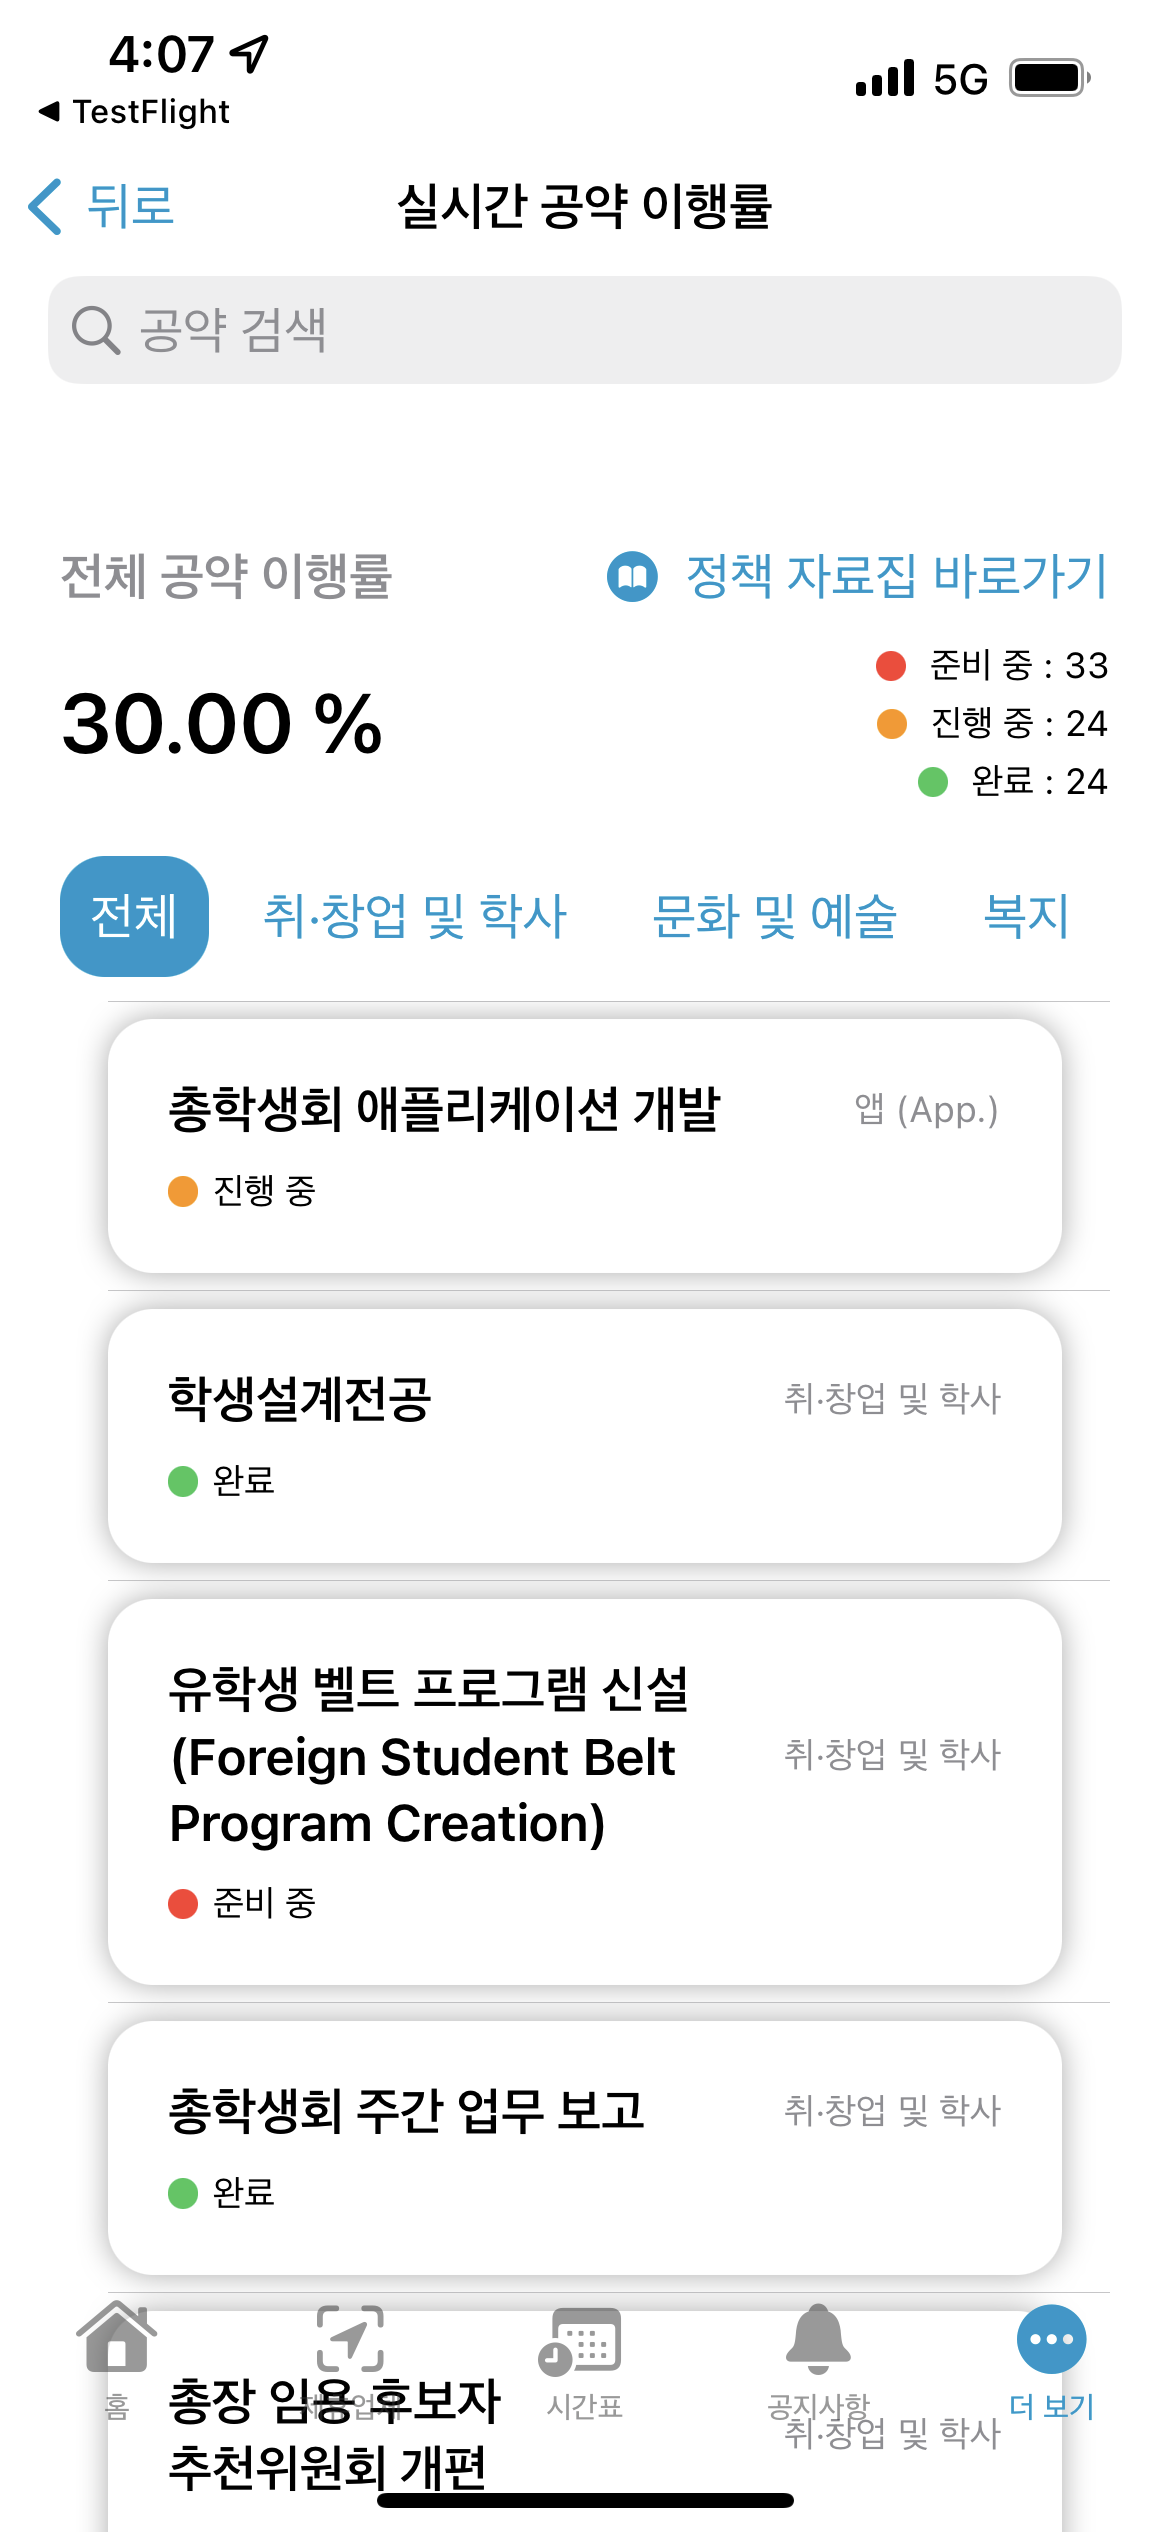 4:07
5G
TestFlight
뒤로
실시간 공약 이행률
공약 검색
전체 공약 이행률
정책 자료집 바로가기
30.00 %
준비 중 : 33
진행 중 : 24
완료 : 24
전체
취·창업 및 학사
문화 및 예술
복지
총학생회 애플리케이션 개발
앱 (App.)
진행 중
학생설계전공
취·창업 및 학사
완료
유학생 벨트 프로그램 신설
(Foreign Student Belt
Program Creation)
취·창업 및 학사
준비 중
총학생회 주간 업무 보고
취·창업 및 학사
완료
총장 임용 후보자
추천위원회 개편
취·창업 및 학사
홈
시간표
공지사항
더 보기